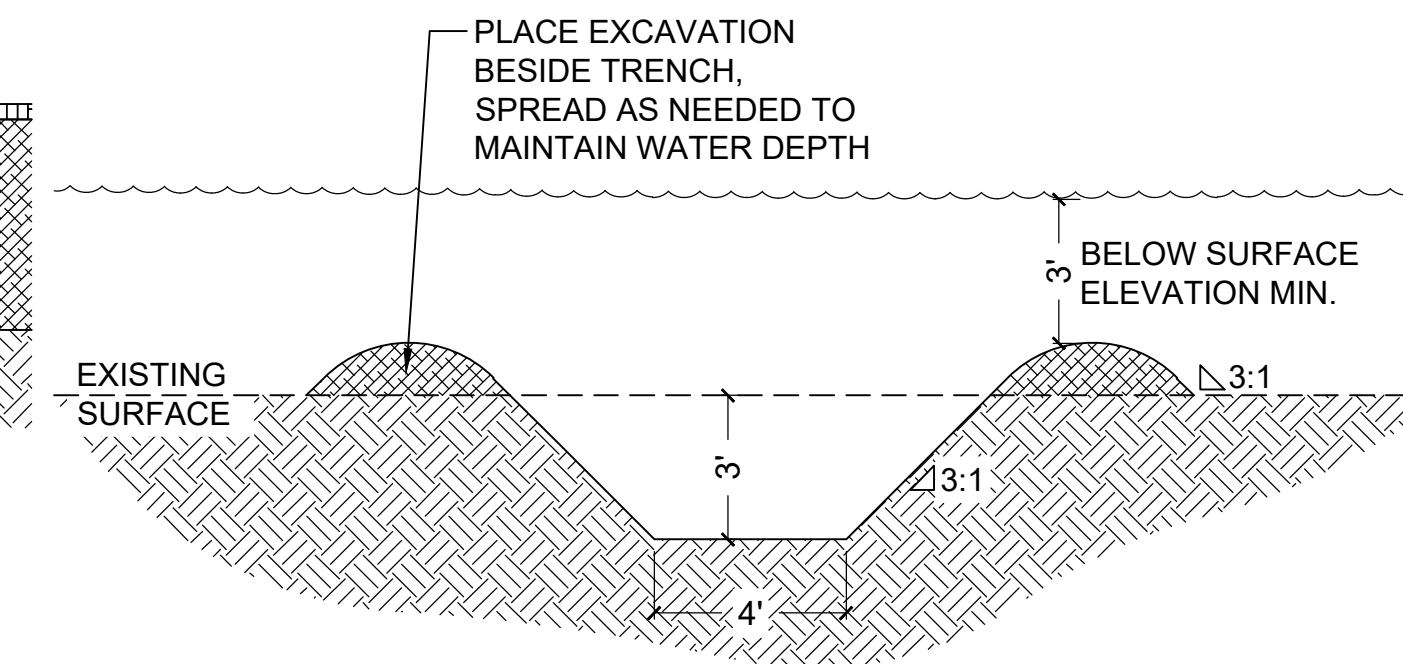 PLACE EXCAVATION
BESIDE TRENCH,
SPREAD AS NEEDED TO
MAINTAIN WATER DEPTH
3'
BELOW SURFACE
ELEVATION MIN.
EXISTING
SURFACE
3:1
3'
3:1
4'